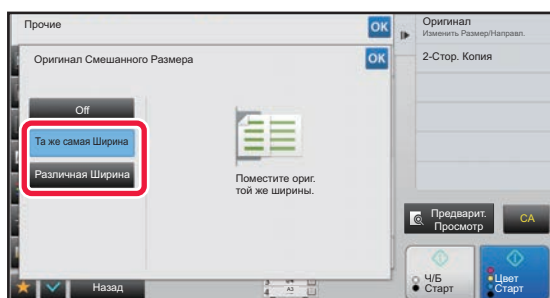 Прочие
OK
Оригинал
Изменить Размер/Направл.
Оригинал Смешанного Размера
OK
2-Стор. Копия
Off
Та же самая Ширина
Различная Ширина
Поместите ориг.
той же ширины.
Предварит.
Просмотр
CA
Ч/Б
Старт
Цвет
Старт
Назад
A3